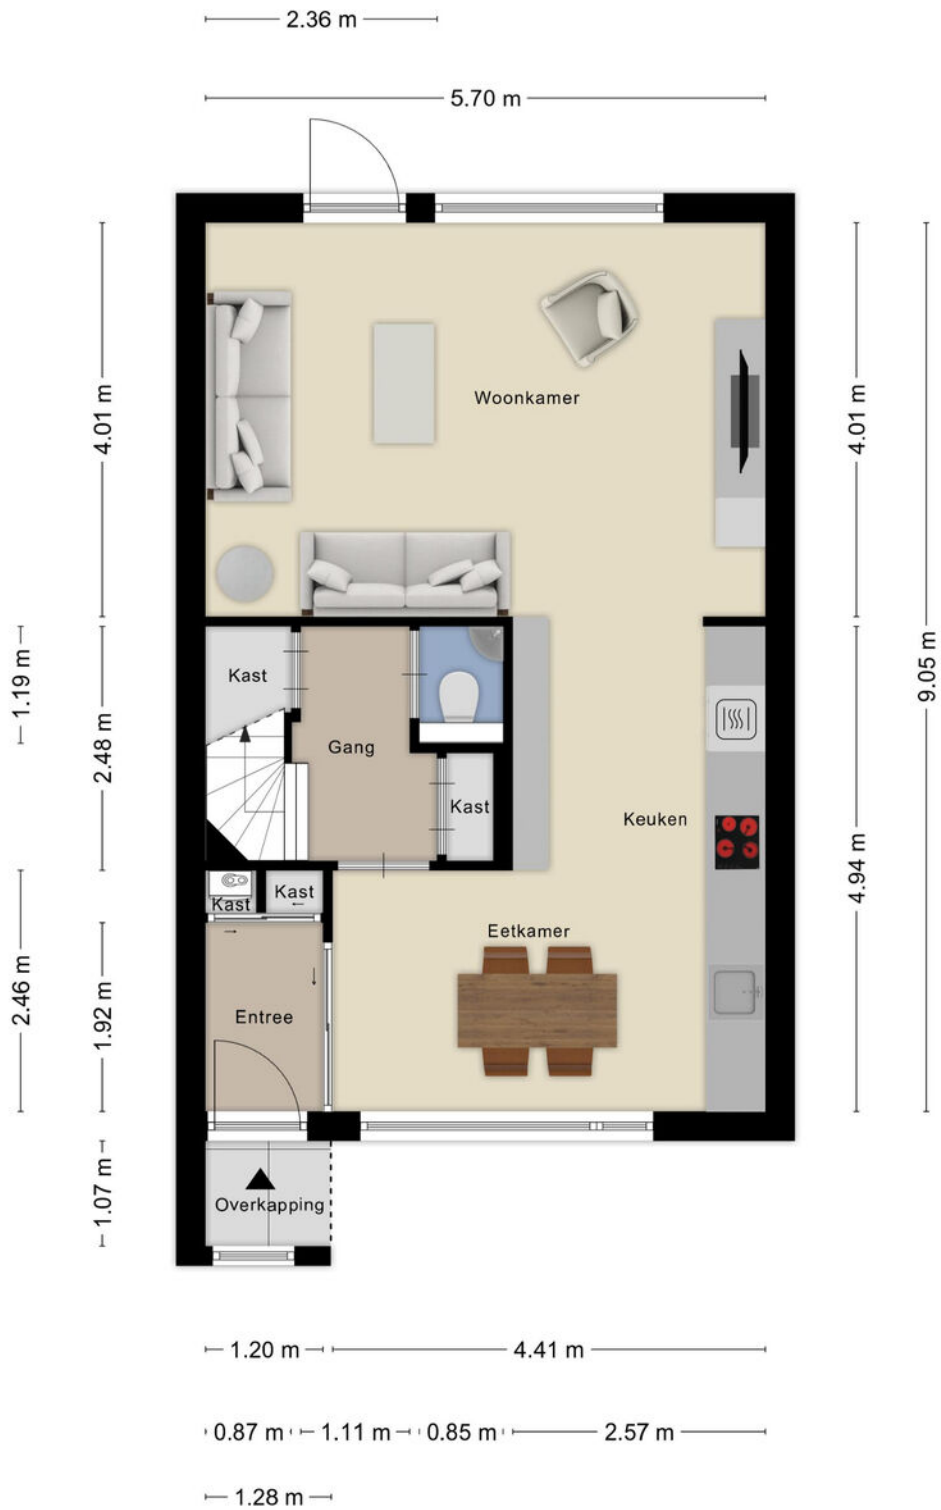 2.36 m
5.70 m
4.01 m
Woonkamer
4.01 m
9.05 m
1.19 m
2.48 m
Kast
Gang
Kast
Keuken
4.94 m
Kast
Kast
Eetkamer
2.46 m
1.92 m
Entree
1.07 m
Overkapping
1.20 m
4.41 m
0.87 m
1.11 m
0.85 m
2.57 m
1.28 m